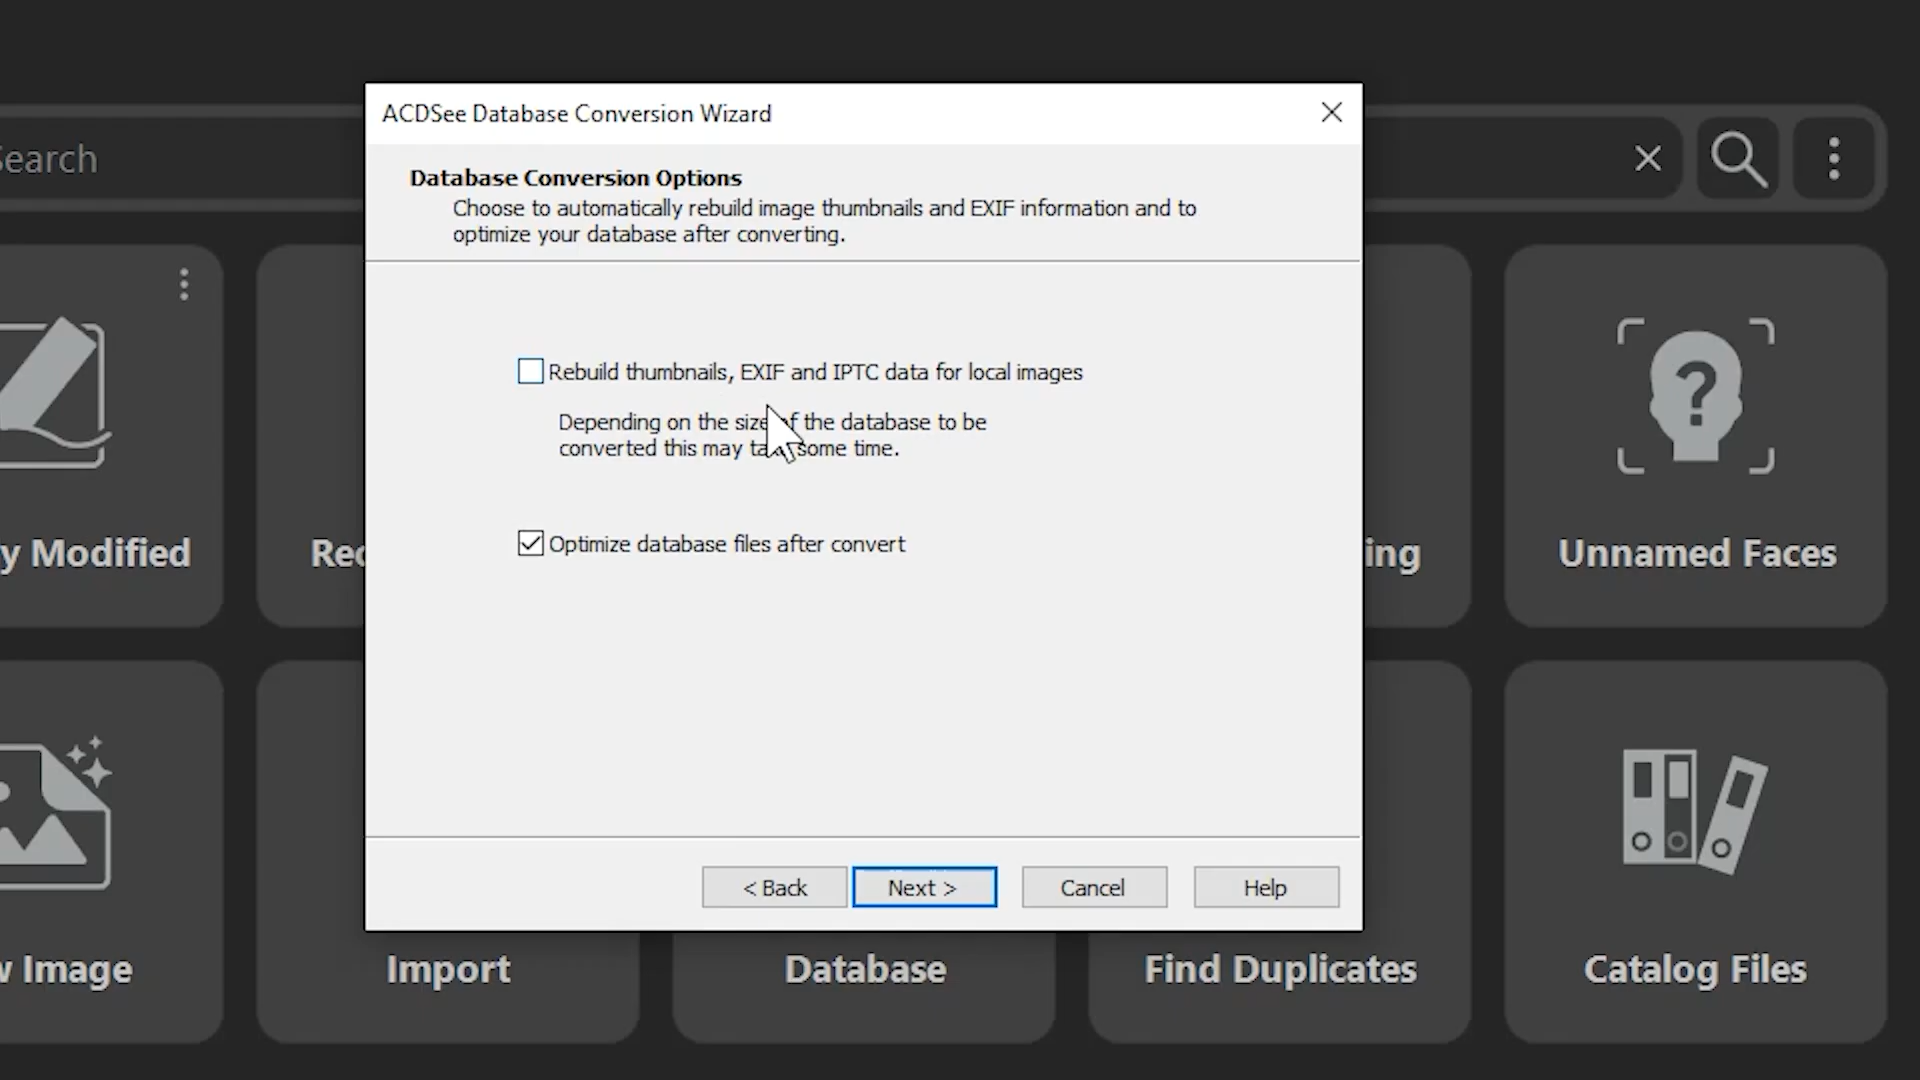 ACDSee Database Conversion Wizard
Search
Database Conversion Options
Choose to automatically rebuild image thumbnails and EXIF information and to
optimize your database after converting.
Rebuild thumbnails, EXIF and IPTC data for local images
Depending on the size of the database to be
converted this may take some time.
Optimize database files after convert
y Modified
Rec
ing
Unnamed Faces
< Back
Next >
Cancel
Help
w Image
Import
Database
Find Duplicates
Catalog Files